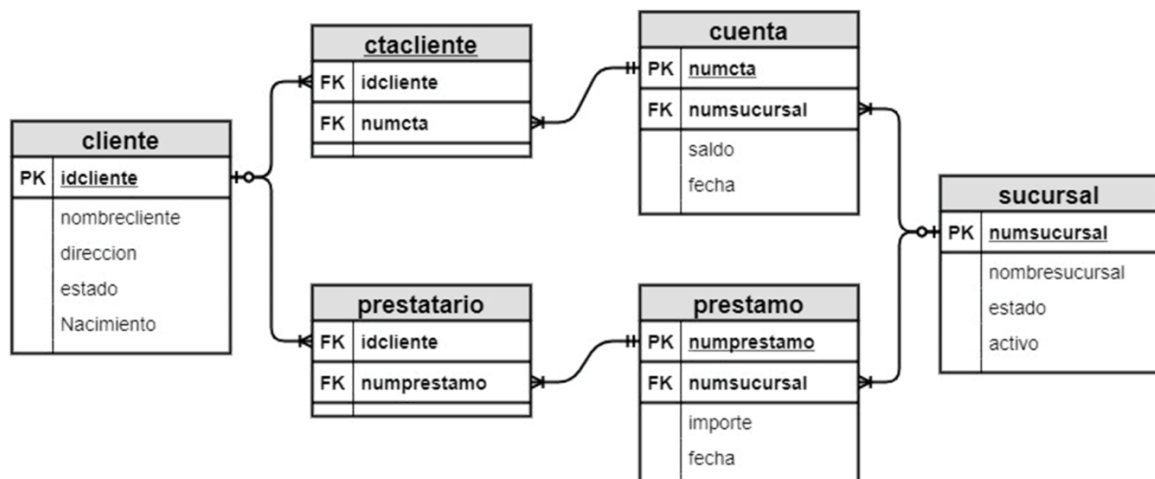 cliente
PK idcliente
nombrecliente
direccion
estado
Nacimiento
ctacliente
FK idcliente
FK numcta
prestatario
FK idcliente
FK numprestamo
cuenta
PK numcta
FK numsucursal
saldo
fecha
prestamo
PK numprestamo
FK numsucursal
importe
fecha
sucursal
PK numsucursal
nombresucursal
estado
activo